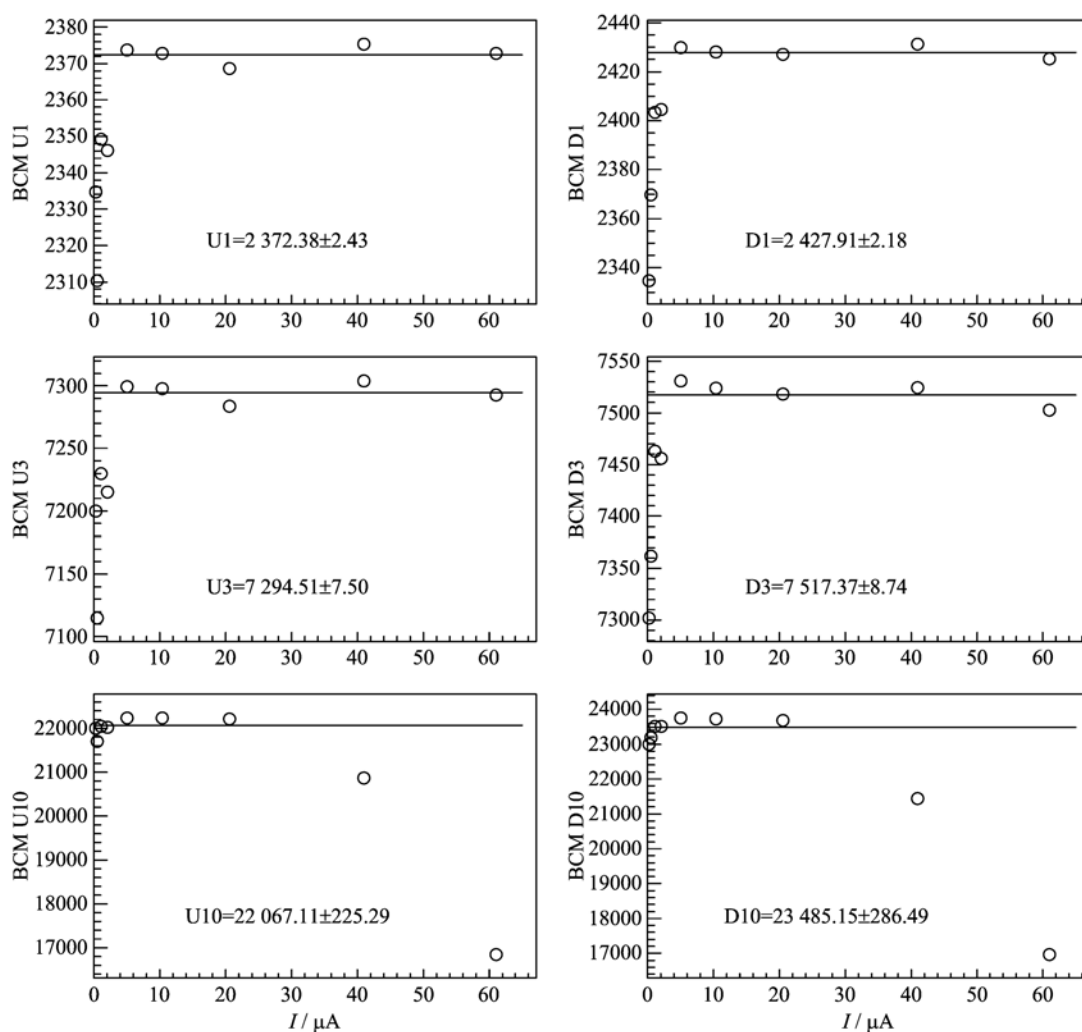 BCM U1
2380
2370
2360
2350
2340
2330
2320
2310
U1=2 372.38±2.43
0 10 20 30 40 50 60
BCM D1
2440
2420
2400
2380
2360
2340
D1=2 427.91±2.18
0 10 20 30 40 50 60
BCM U3
7300
7250
7200
7150
7100
U3=7 294.51±7.50
0 10 20 30 40 50 60
BCM D3
7550
7500
7450
7400
7350
7300
D3=7 517.37±8.74
0 10 20 30 40 50 60
BCM U10
22000
21000
20000
19000
18000
17000
U10=22 067.11±225.29
0 10 20 30 40 50 60
I / μA
BCM D10
24000
23000
22000
21000
20000
19000
18000
17000
D10=23 485.15±286.49
0 10 20 30 40 50 60
I / μA